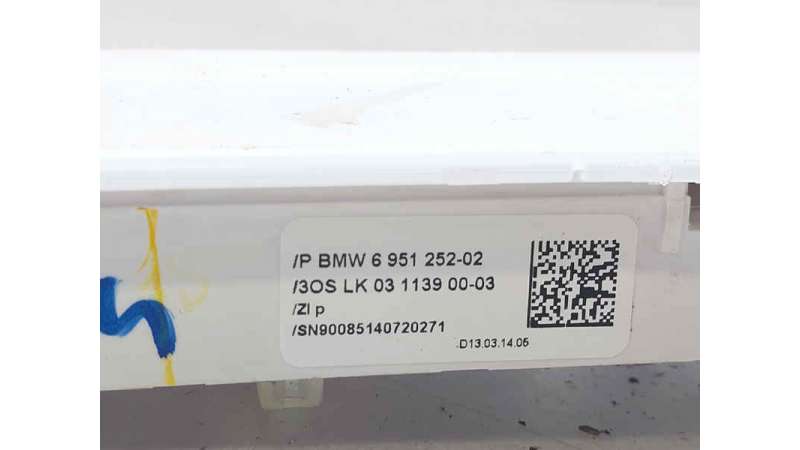 /P BMW 6 951 252-02
/3OS LK 03 1139 00-03
/ZI p
/SN90085140720271
D13.03.14.05